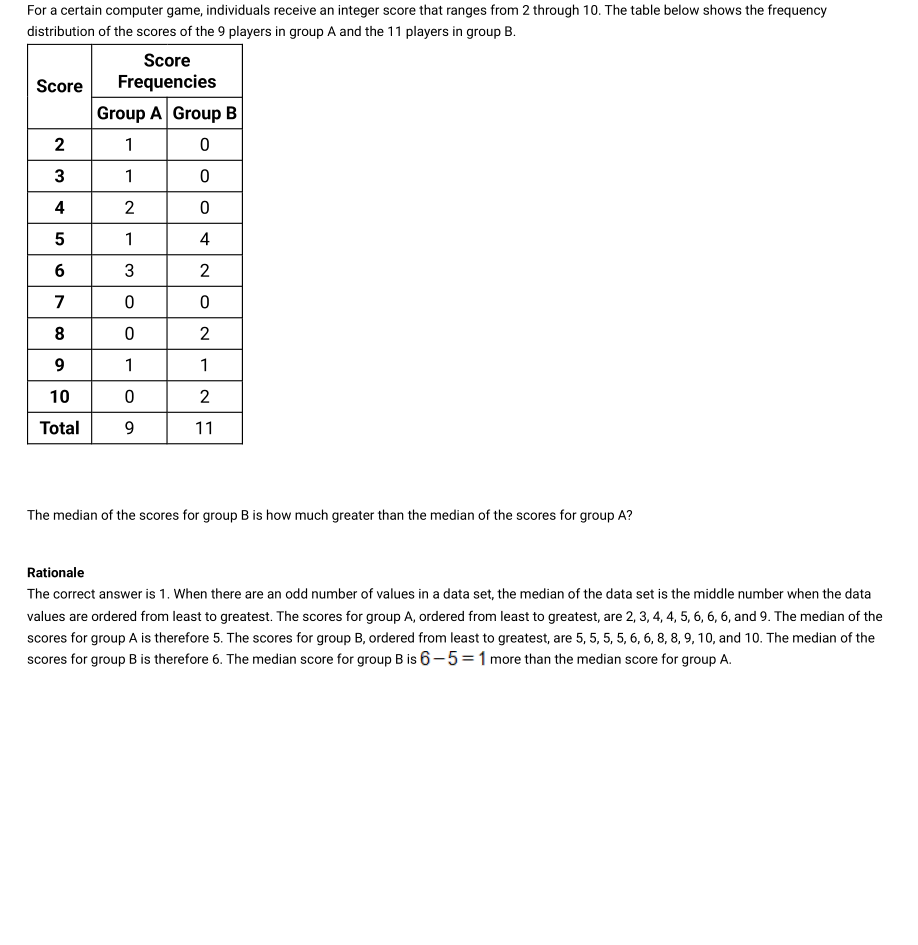 For a certain computer game, individuals receive an integer score that ranges from 2 through 10. The table below shows the frequency
distribution of the scores of the 9 players in group A and the 11 players in group B.
Score Score Frequencies
Group A Group B
2 1 0
3 1 0
4 2 0
5 1 4
6 3 2
7 0 0
8 0 2
9 1 1
10 0 2
Total 9 11
The median of the scores for group B is how much greater than the median of the scores for group A?
Rationale
The correct answer is 1. When there are an odd number of values in a data set, the median of the data set is the middle number when the data
values are ordered from least to greatest. The scores for group A, ordered from least to greatest, are 2, 3, 4, 4, 5, 6, 6, 6, and 9. The median of the
scores for group A is therefore 5. The scores for group B, ordered from least to greatest, are 5, 5, 5, 5, 6, 6, 8, 8, 9, 10, and 10. The median of the
scores for group B is therefore 6. The median score for group B is 6 − 5 = 1 more than the median score for group A.